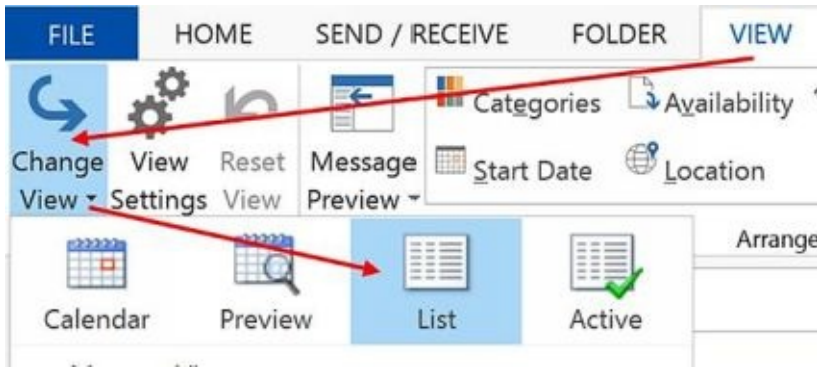 FILE HOME SEND / RECEIVE FOLDER VIEW
Change View View Settings Reset View Message Preview
Categories Availability
Start Date Location
Arrange
Calendar Preview List Active